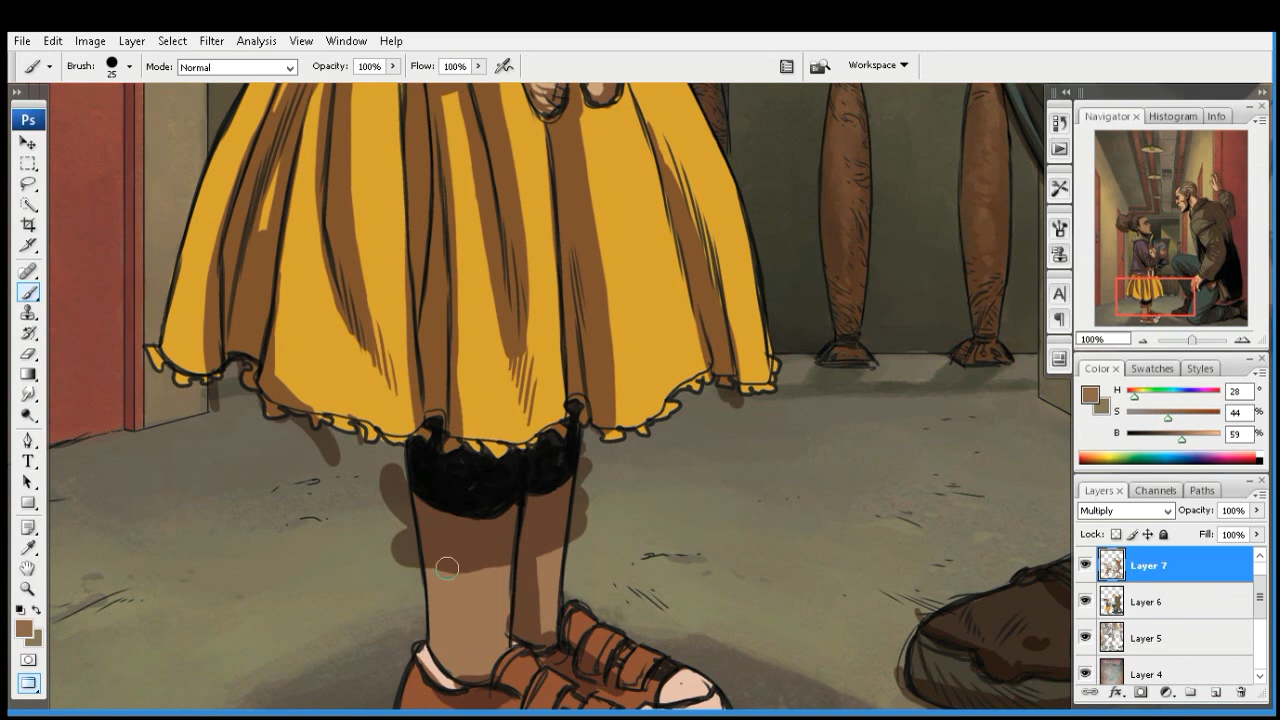 File Edit Image Layer Select Filter Analysis View Window Help
Brush: 25 Mode: Normal Opacity: 100% Flow: 100% Workspace
Ps
Navigator Histogram Info
100%
Color Swatches Styles
H 28 °
S 44 %
B 59 %
Layers Channels Paths
Multiply Opacity: 100%
Lock: Fill: 100%
Layer 7
Layer 6
Layer 5
Layer 4